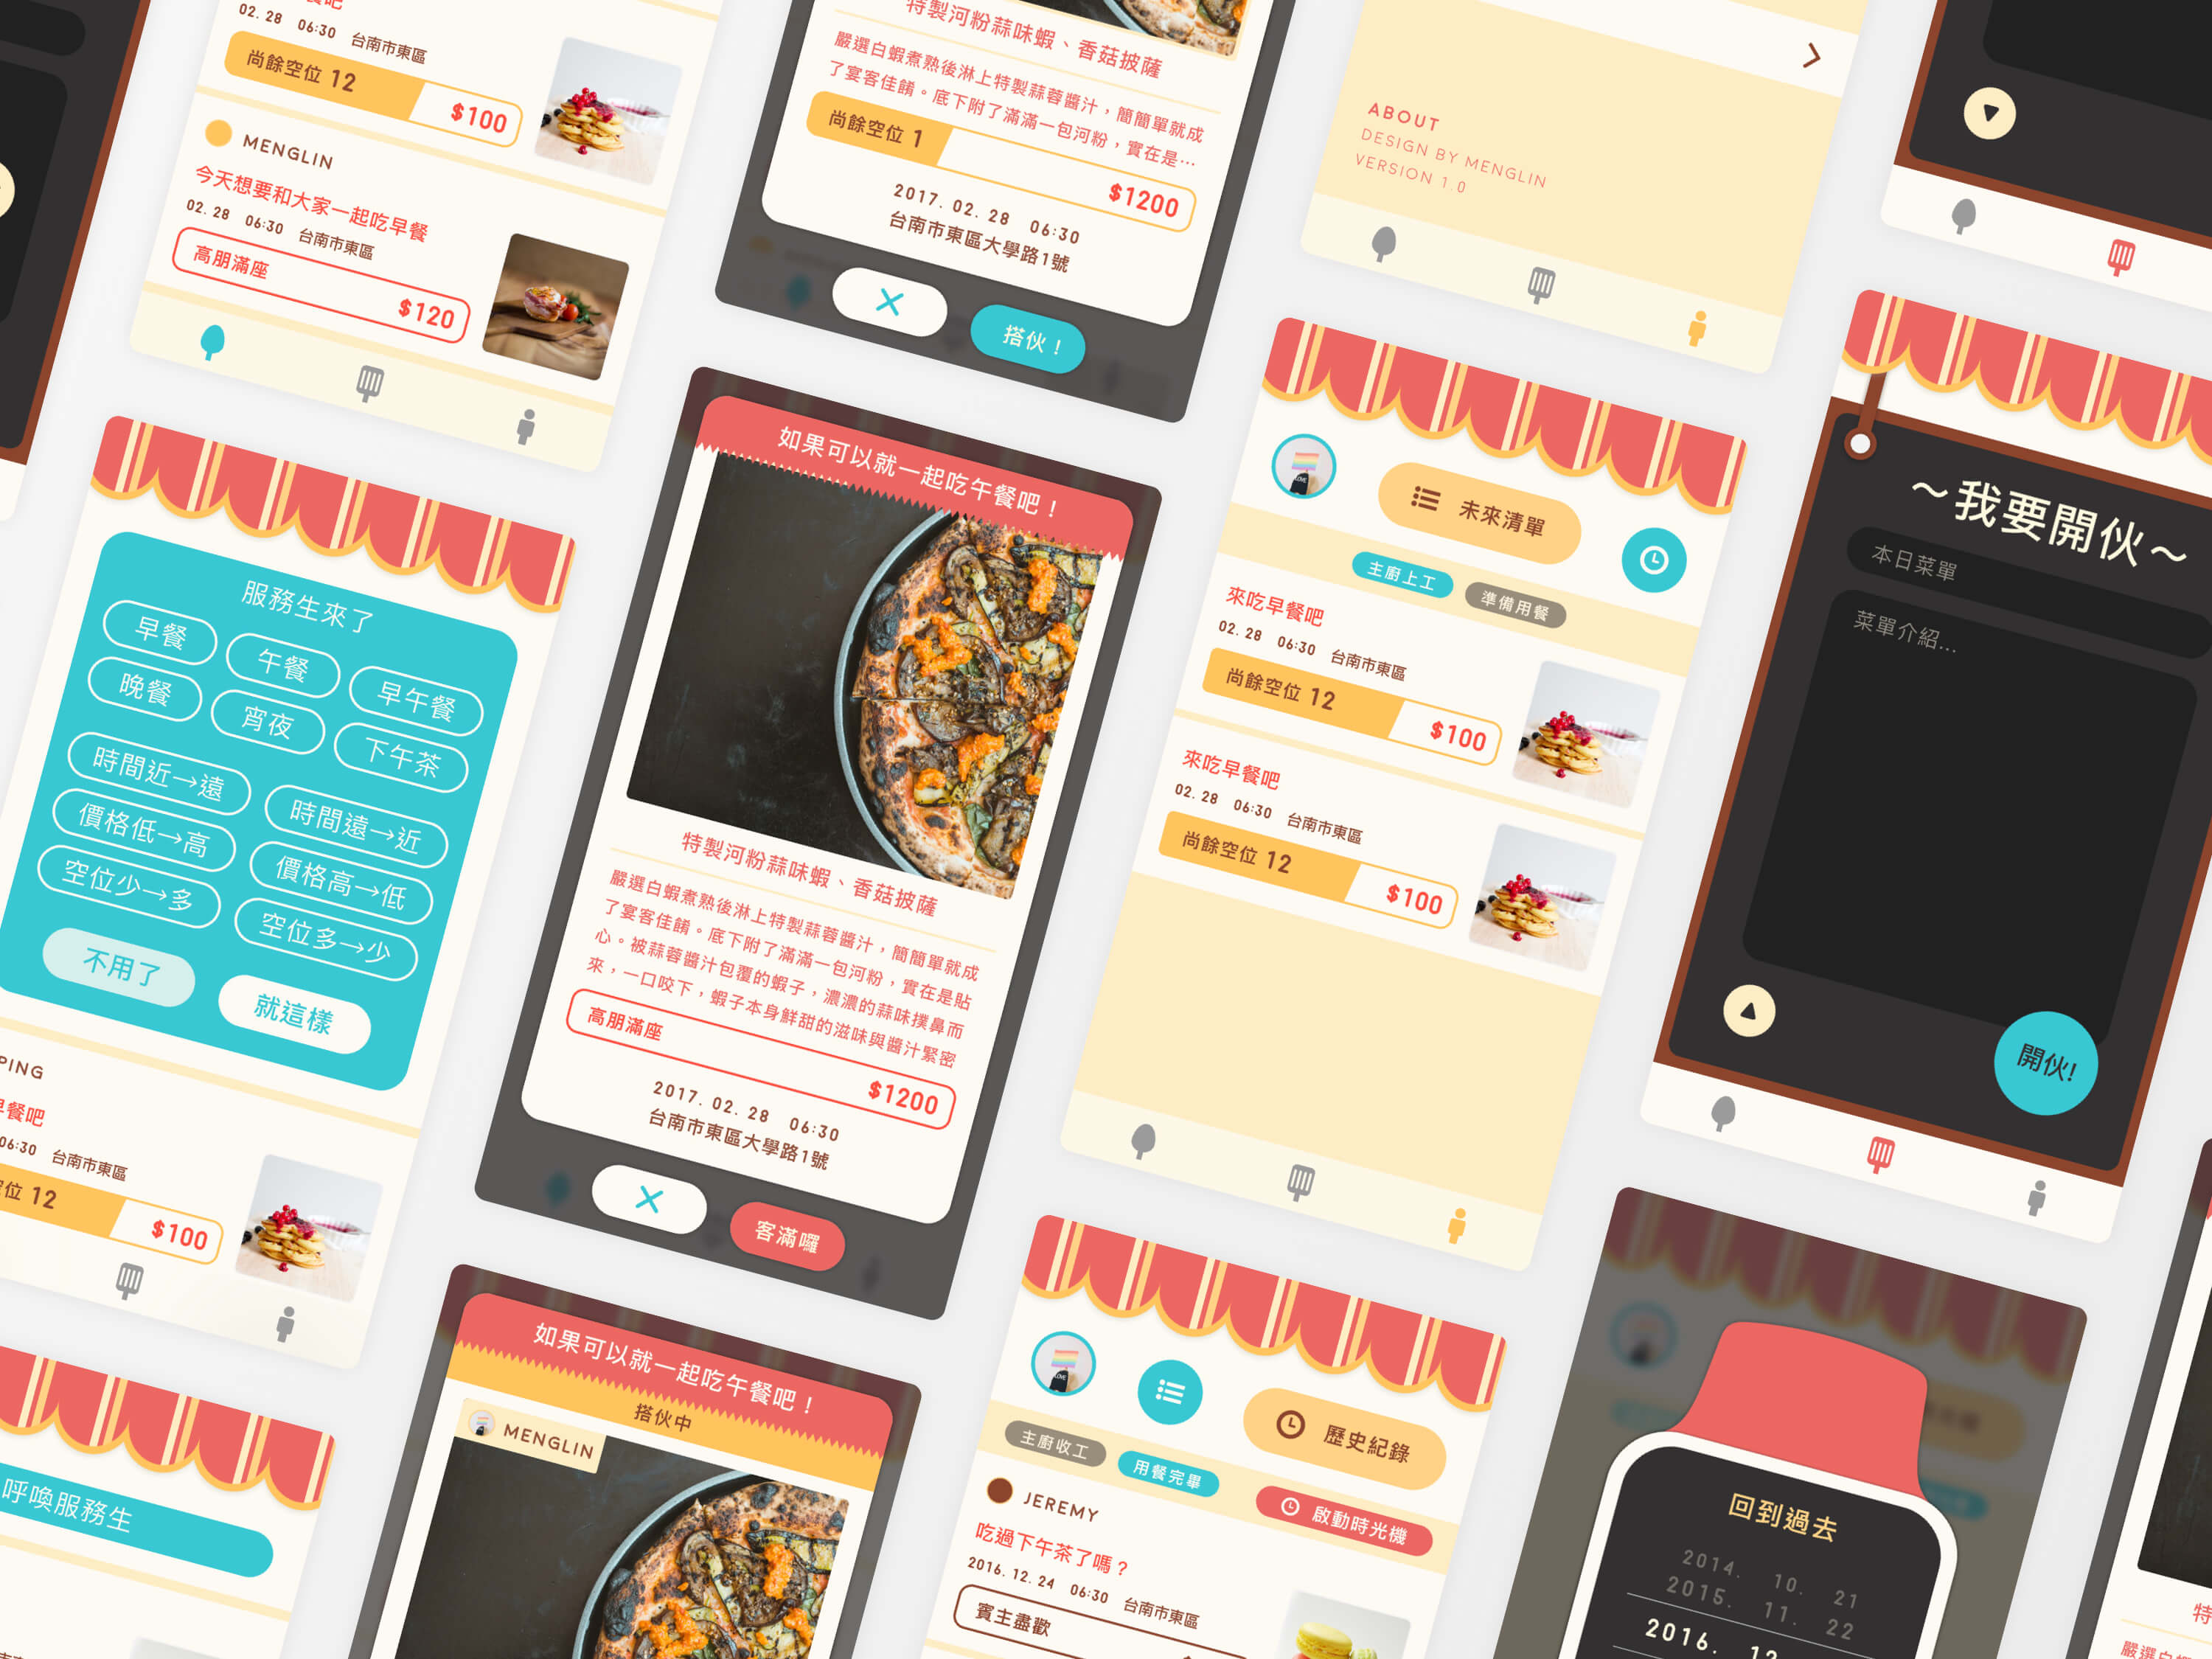 餐吧
02. 28 06:30 台南市東區
尚餘空位 12
$100
MENGLIN
今天想要和大家一起吃早餐
02. 28 06:30 台南市東區
高朋滿座
$120
服務生來了
早餐
午餐
早午餐
晚餐
宵夜
下午茶
時間近→遠
時間遠→近
價格低→高
價格高→低
空位少→多
空位多→少
不用了
就這樣
PING
早餐吧
06:30 台南市東區
位 12
$100
呼喚服務生
特製河粉蒜味蝦、香菇披薩
嚴選白蝦煮熟後淋上特製蒜蓉醬汁，簡簡單就成
了宴客佳餚。底下附了滿滿一包河粉，實在是…
尚餘空位 1
$1200
2017. 02. 28 06:30
台南市東區大學路1號
搭伙！
如果可以就一起吃午餐吧！
特製河粉蒜味蝦、香菇披薩
嚴選白蝦煮熟後淋上特製蒜蓉醬汁，簡簡單就成
了宴客佳餚。底下附了滿滿一包河粉，實在是貼
心。被蒜蓉醬汁包覆的蝦子，濃濃的蒜味撲鼻而
來，一口咬下，蝦子本身鮮甜的滋味與醬汁緊密
高朋滿座
$1200
2017. 02. 28 06:30
台南市東區大學路1號
客滿囉
如果可以就一起吃午餐吧！
搭伙中
MENGLIN
ABOUT
DESIGN BY MENGLIN
VERSION 1.0
未來清單
主廚上工
準備用餐
來吃早餐吧
02. 28 06:30 台南市東區
尚餘空位 12
$100
來吃早餐吧
02. 28 06:30 台南市東區
尚餘空位 12
$100
歷史紀錄
主廚收工
用餐完畢
啟動時光機
JEREMY
吃過下午茶了嗎？
2016. 12. 24 06:30 台南市東區
賓主盡歡
～我要開伙～
本日菜單
菜單介紹...
開伙!
回到過去
2014. 10. 21
2015. 11. 22
2016. 12
特
嚴選白蝦